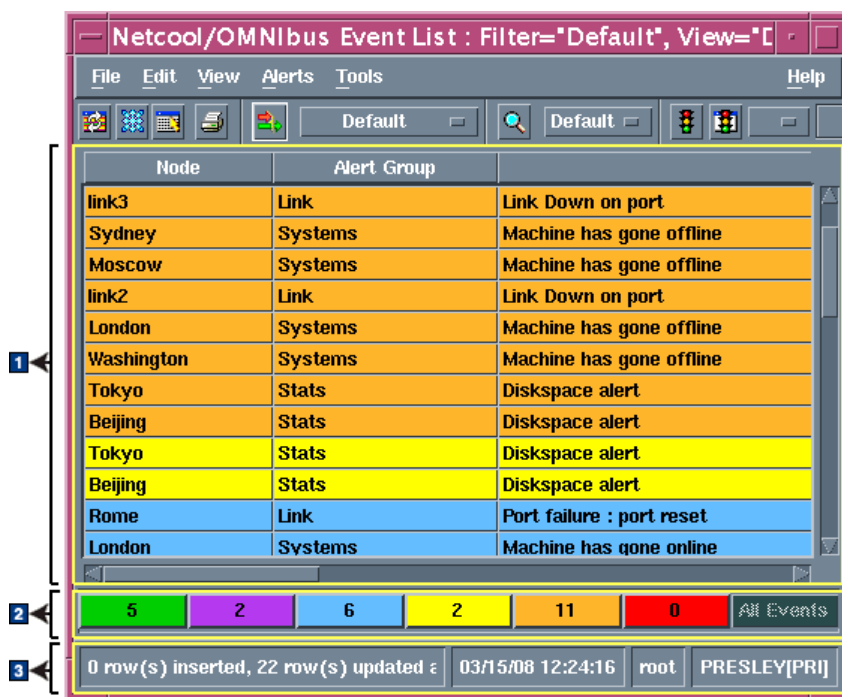 Netcool/OMNIbus Event List : Filter="Default", View="D
File Edit View Alerts Tools Help
Default Default
Node Alert Group
link3 Link Link Down on port
Sydney Systems Machine has gone offline
Moscow Systems Machine has gone offline
link2 Link Link Down on port
London Systems Machine has gone offline
1 Washington Systems Machine has gone offline
Tokyo Stats Diskspace alert
Beijing Stats Diskspace alert
Tokyo Stats Diskspace alert
Beijing Stats Diskspace alert
Rome Link Port failure : port reset
London Systems Machine has gone online
2 5 2 6 2 11 0 All Events
3 0 row(s) inserted, 22 row(s) updated a 03/15/08 12:24:16 root PRESLEY[PRI]